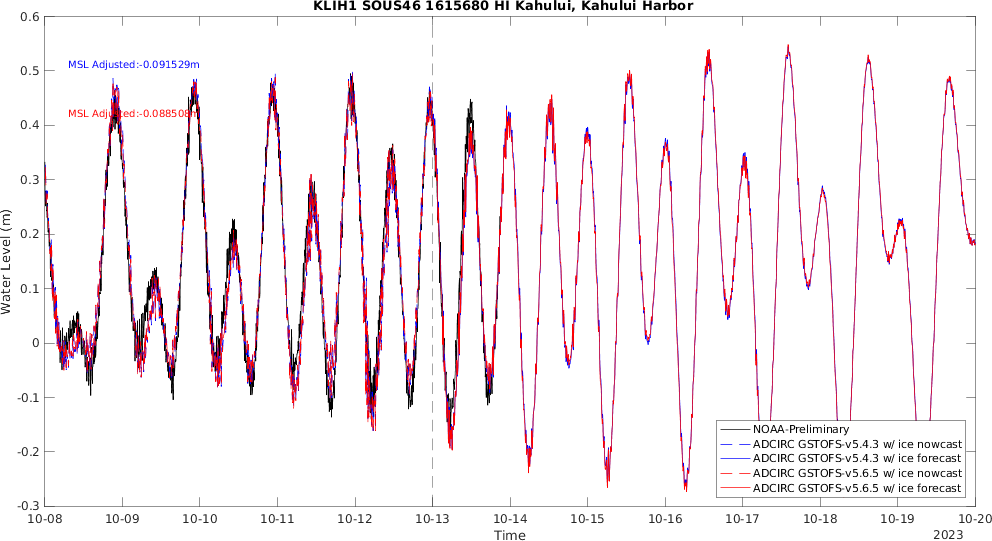 KLIH1 SOUS46 1615680 HI Kahului, Kahului Harbor
0.6
0.5
0.4
0.3
0.2
0.1
0
-0.1
-0.2
-0.3
Water Level (m)
MSL Adjusted:-0.091529m
MSL Adjusted:-0.088508m
NOAA-Preliminary
ADCIRC GSTOFS-v5.4.3 w/ ice nowcast
ADCIRC GSTOFS-v5.4.3 w/ ice forecast
ADCIRC GSTOFS-v5.6.5 w/ ice nowcast
ADCIRC GSTOFS-v5.6.5 w/ ice forecast
10-08 10-09 10-10 10-11 10-12 10-13 10-14 10-15 10-16 10-17 10-18 10-19 10-20
Time
2023